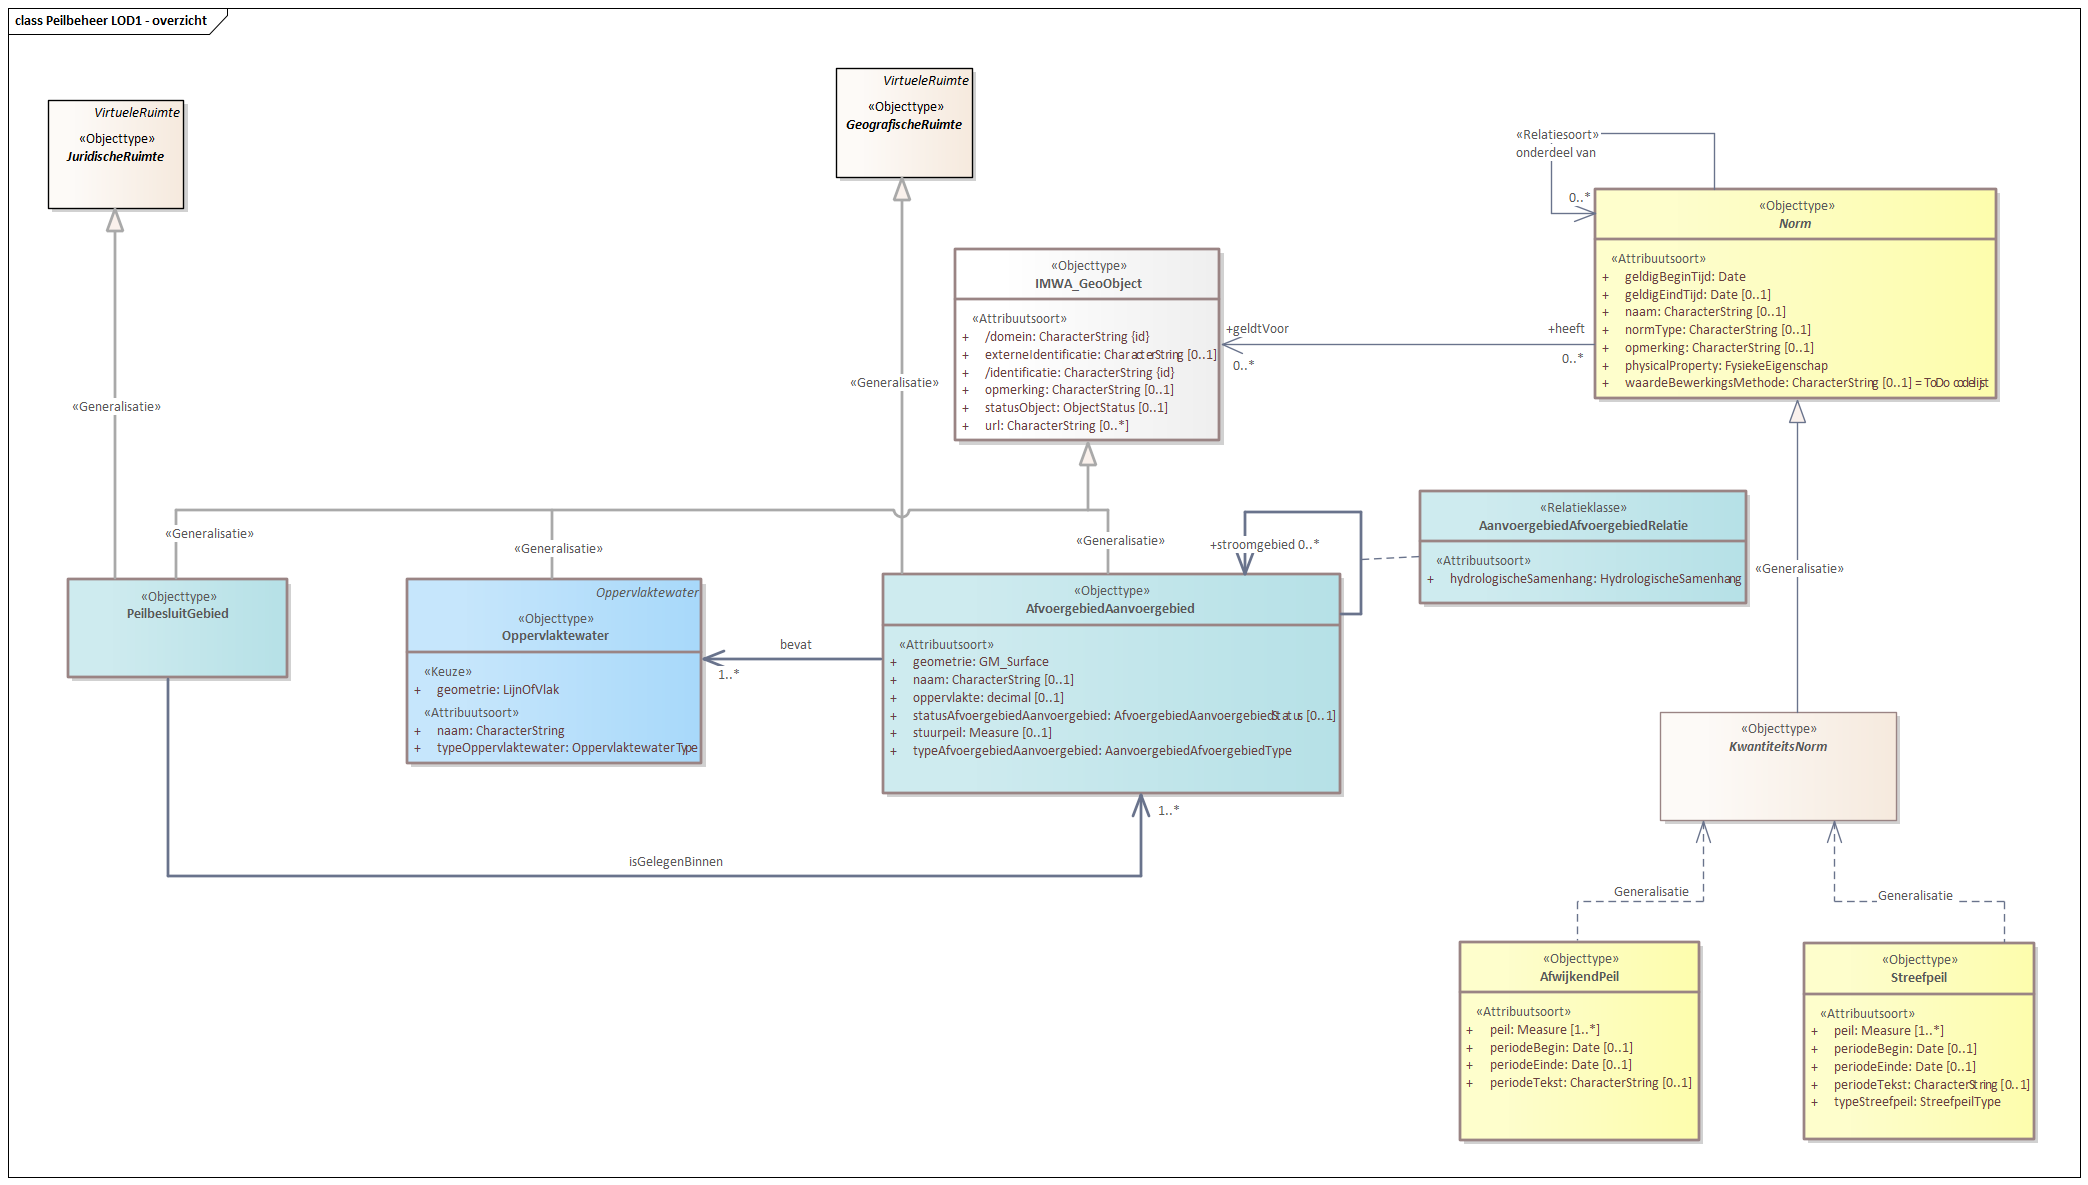 class Peilbeheer LOD1 - overzicht
VirtueleRuimte
«Objecttype»
JuridischeRuimte
VirtueleRuimte
«Objecttype»
GeografischeRuimte
«Relatiesoort»
onderdeel van
0..*
«Objecttype»
Norm
«Attribuutsoort»
+ geldigBeginTijd: Date
+ geldigEindTijd: Date [0..1]
+ naam: CharacterString [0..1]
+ normType: CharacterString [0..1]
+ opmerking: CharacterString [0..1]
+ physicalProperty: FysiekeEigenschap
+ waardeBewerkingsMethode: CharacterString [0..1] = ToDo codelijst
«Objecttype»
IMWA_GeoObject
«Attribuutsoort»
+ /domein: CharacterString {id}
+ externeIdentificatie: CharacterString [0..1]
+ /identificatie: CharacterString {id}
+ opmerking: CharacterString [0..1]
+ statusObject: ObjectStatus [0..1]
+ url: CharacterString [0..*]
+geldtVoor
0..*
+heeft
0..*
«Generalisatie»
«Generalisatie»
«Generalisatie»
«Generalisatie»
«Generalisatie»
+stroomgebied 0..*
«Relatieklasse»
AanvoergebiedAfvoergebiedRelatie
«Attribuutsoort»
+ hydrologischeSamenhang: HydrologischeSamenhang
«Generalisatie»
«Objecttype»
PeilbesluitGebied
Oppervlaktewater
«Objecttype»
Oppervlaktewater
«Keuze»
+ geometrie: LijnOfVlak
«Attribuutsoort»
+ naam: CharacterString
+ typeOppervlaktewater: OppervlaktewaterType
bevat
1..*
«Objecttype»
AfvoergebiedAanvoergebied
«Attribuutsoort»
+ geometrie: GM_Surface
+ naam: CharacterString [0..1]
+ oppervlakte: decimal [0..1]
+ statusAfvoergebiedAanvoergebied: AfvoergebiedAanvoergebiedStatus [0..1]
+ stuurpeil: Measure [0..1]
+ typeAfvoergebiedAanvoergebied: AanvoergebiedAfvoergebiedType
1..*
isGelegenBinnen
«Objecttype»
KwantiteitsNorm
Generalisatie
Generalisatie
«Objecttype»
AfwijkendPeil
«Attribuutsoort»
+ peil: Measure [1..*]
+ periodeBegin: Date [0..1]
+ periodeEinde: Date [0..1]
+ periodeTekst: CharacterString [0..1]
«Objecttype»
Streefpeil
«Attribuutsoort»
+ peil: Measure [1..*]
+ periodeBegin: Date [0..1]
+ periodeEinde: Date [0..1]
+ periodeTekst: CharacterString [0..1]
+ typeStreefpeil: StreefpeilType